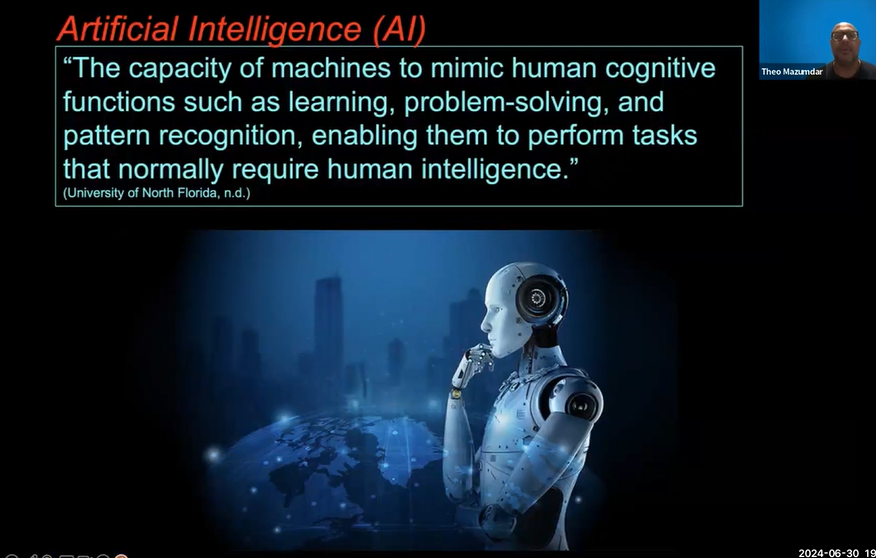 Artificial Intelligence (AI)
“The capacity of machines to mimic human cognitive
functions such as learning, problem-solving, and
pattern recognition, enabling them to perform tasks
that normally require human intelligence.”
(University of North Florida, n.d.)
Theo Mazumdar
2024-06-30 19